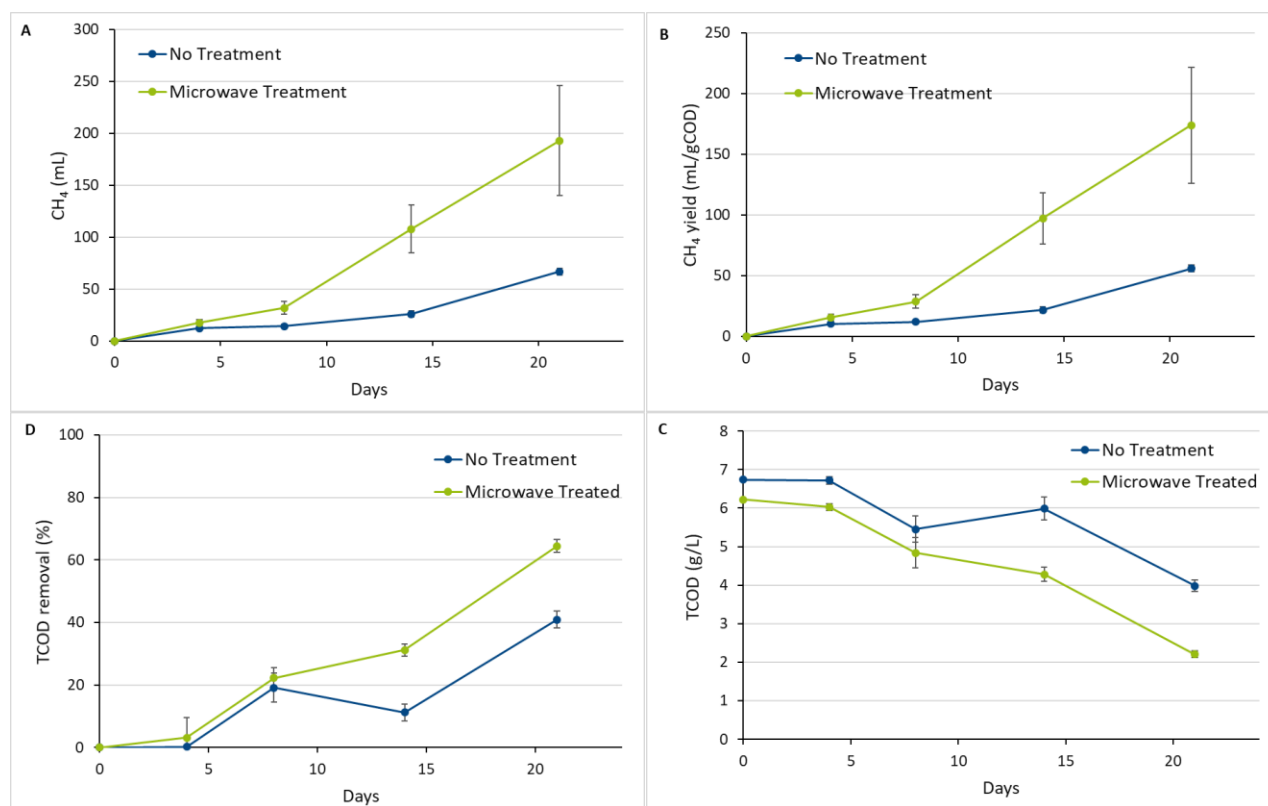 A
300
250
200
150
100
50
0
CH₄ (mL)
No Treatment
Microwave Treatment
0 5 10 15 20
Days
B
250
200
150
100
50
0
CH₄ yield (mL/gCOD)
No Treatment
Microwave Treatment
0 5 10 15 20
Days
D
100
80
60
40
20
0
TCOD removal (%)
No Treatment
Microwave Treated
0 5 10 15 20
Days
C
8
7
6
5
4
3
2
1
0
TCOD (g/L)
No Treatment
Microwave Treated
0 5 10 15 20
Days